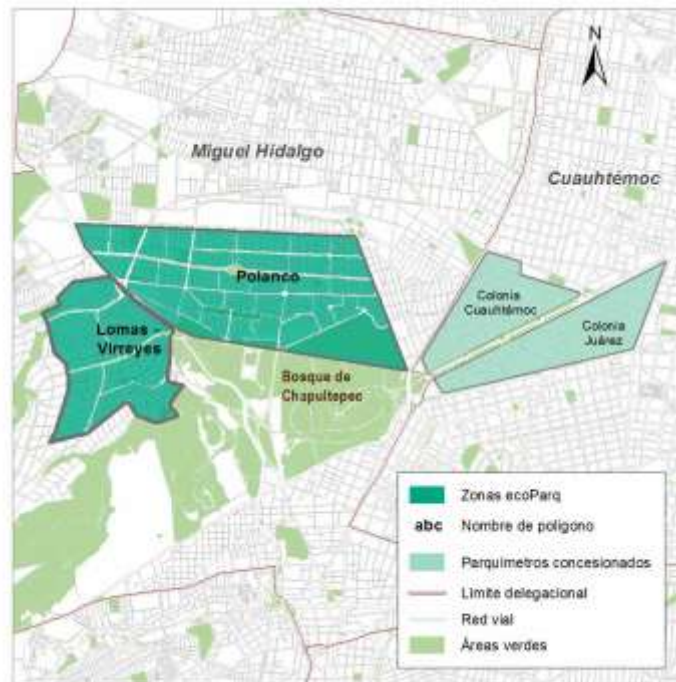 N
Miguel Hidalgo
Cuauhtémoc
Polanco
Colonia
Cuauhtémoc
Lomas -
Virreyes
Colonia
Juárez
Bosque de
Chapultepec
Zonas ecoParq
abc Nombre de polígono
Parquímetros concesionados
Límite delegacional
Red vial
Áreas verdes